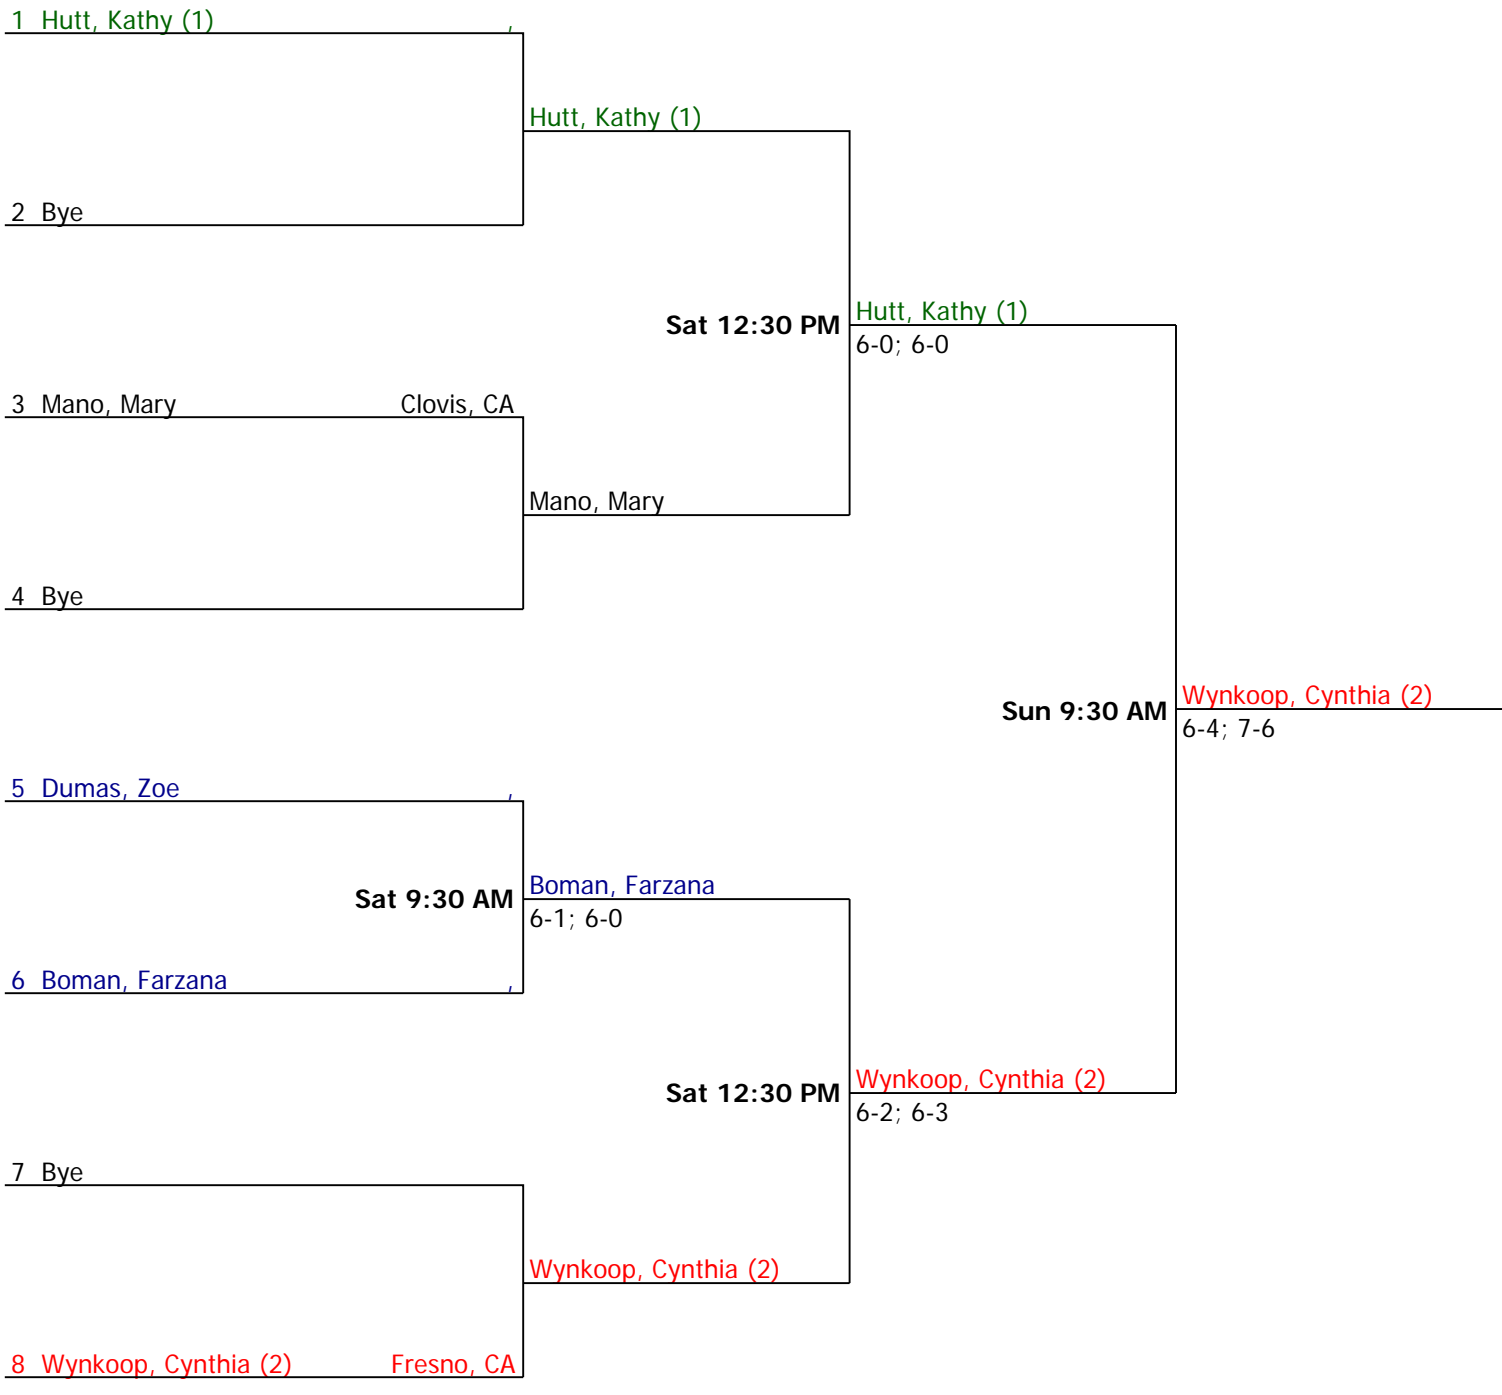 1 Hutt, Kathy (1) ,
Hutt, Kathy (1)
2 Bye
Hutt, Kathy (1)
Sat 12:30 PM
6-0; 6-0
3 Mano, Mary Clovis, CA
Mano, Mary
4 Bye
Wynkoop, Cynthia (2)
Sun 9:30 AM
6-4; 7-6
5 Dumas, Zoe ,
Boman, Farzana
Sat 9:30 AM
6-1; 6-0
6 Boman, Farzana ,
Wynkoop, Cynthia (2)
Sat 12:30 PM
6-2; 6-3
7 Bye
Wynkoop, Cynthia (2)
8 Wynkoop, Cynthia (2) Fresno, CA